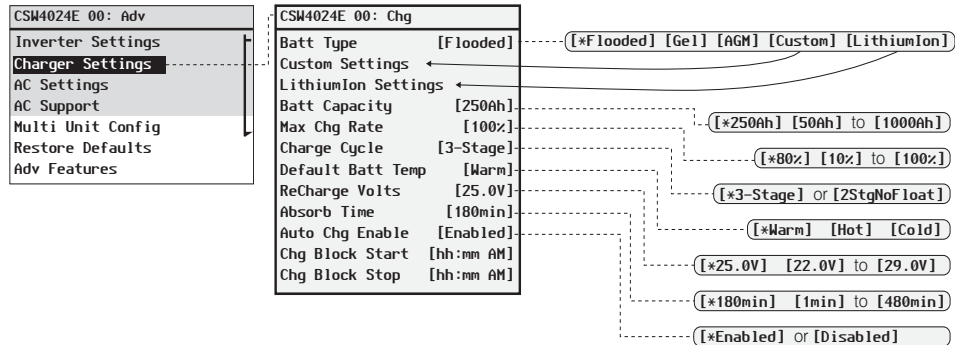 CSW4024E 00: Adv
Inverter Settings
Charger Settings
AC Settings
AC Support
Multi Unit Config
Restore Defaults
Adv Features
CSW4024E 00: Chg
Batt Type [Flooded]
Custom Settings
LithiumIon Settings
Batt Capacity [250Ah]
Max Chg Rate [100%]
Charge Cycle [3-Stage]
Default Batt Temp [Warm]
ReCharge Volts [25.0V]
Absorb Time [180min]
Auto Chg Enable [Enabled]
Chg Block Start [hh:mm AM]
Chg Block Stop [hh:mm AM]
[*Flooded] [Gel] [AGM] [Custom] [LithiumIon]
[*250Ah] [50Ah] to [1000Ah]
[*80%] [10%] to [100%]
[*3-Stage] or [2StgNoFloat]
[*Warm] [Hot] [Cold]
[*25.0V] [22.0V] to [29.0V]
[*180min] [1min] to [480min]
[*Enabled] or [Disabled]